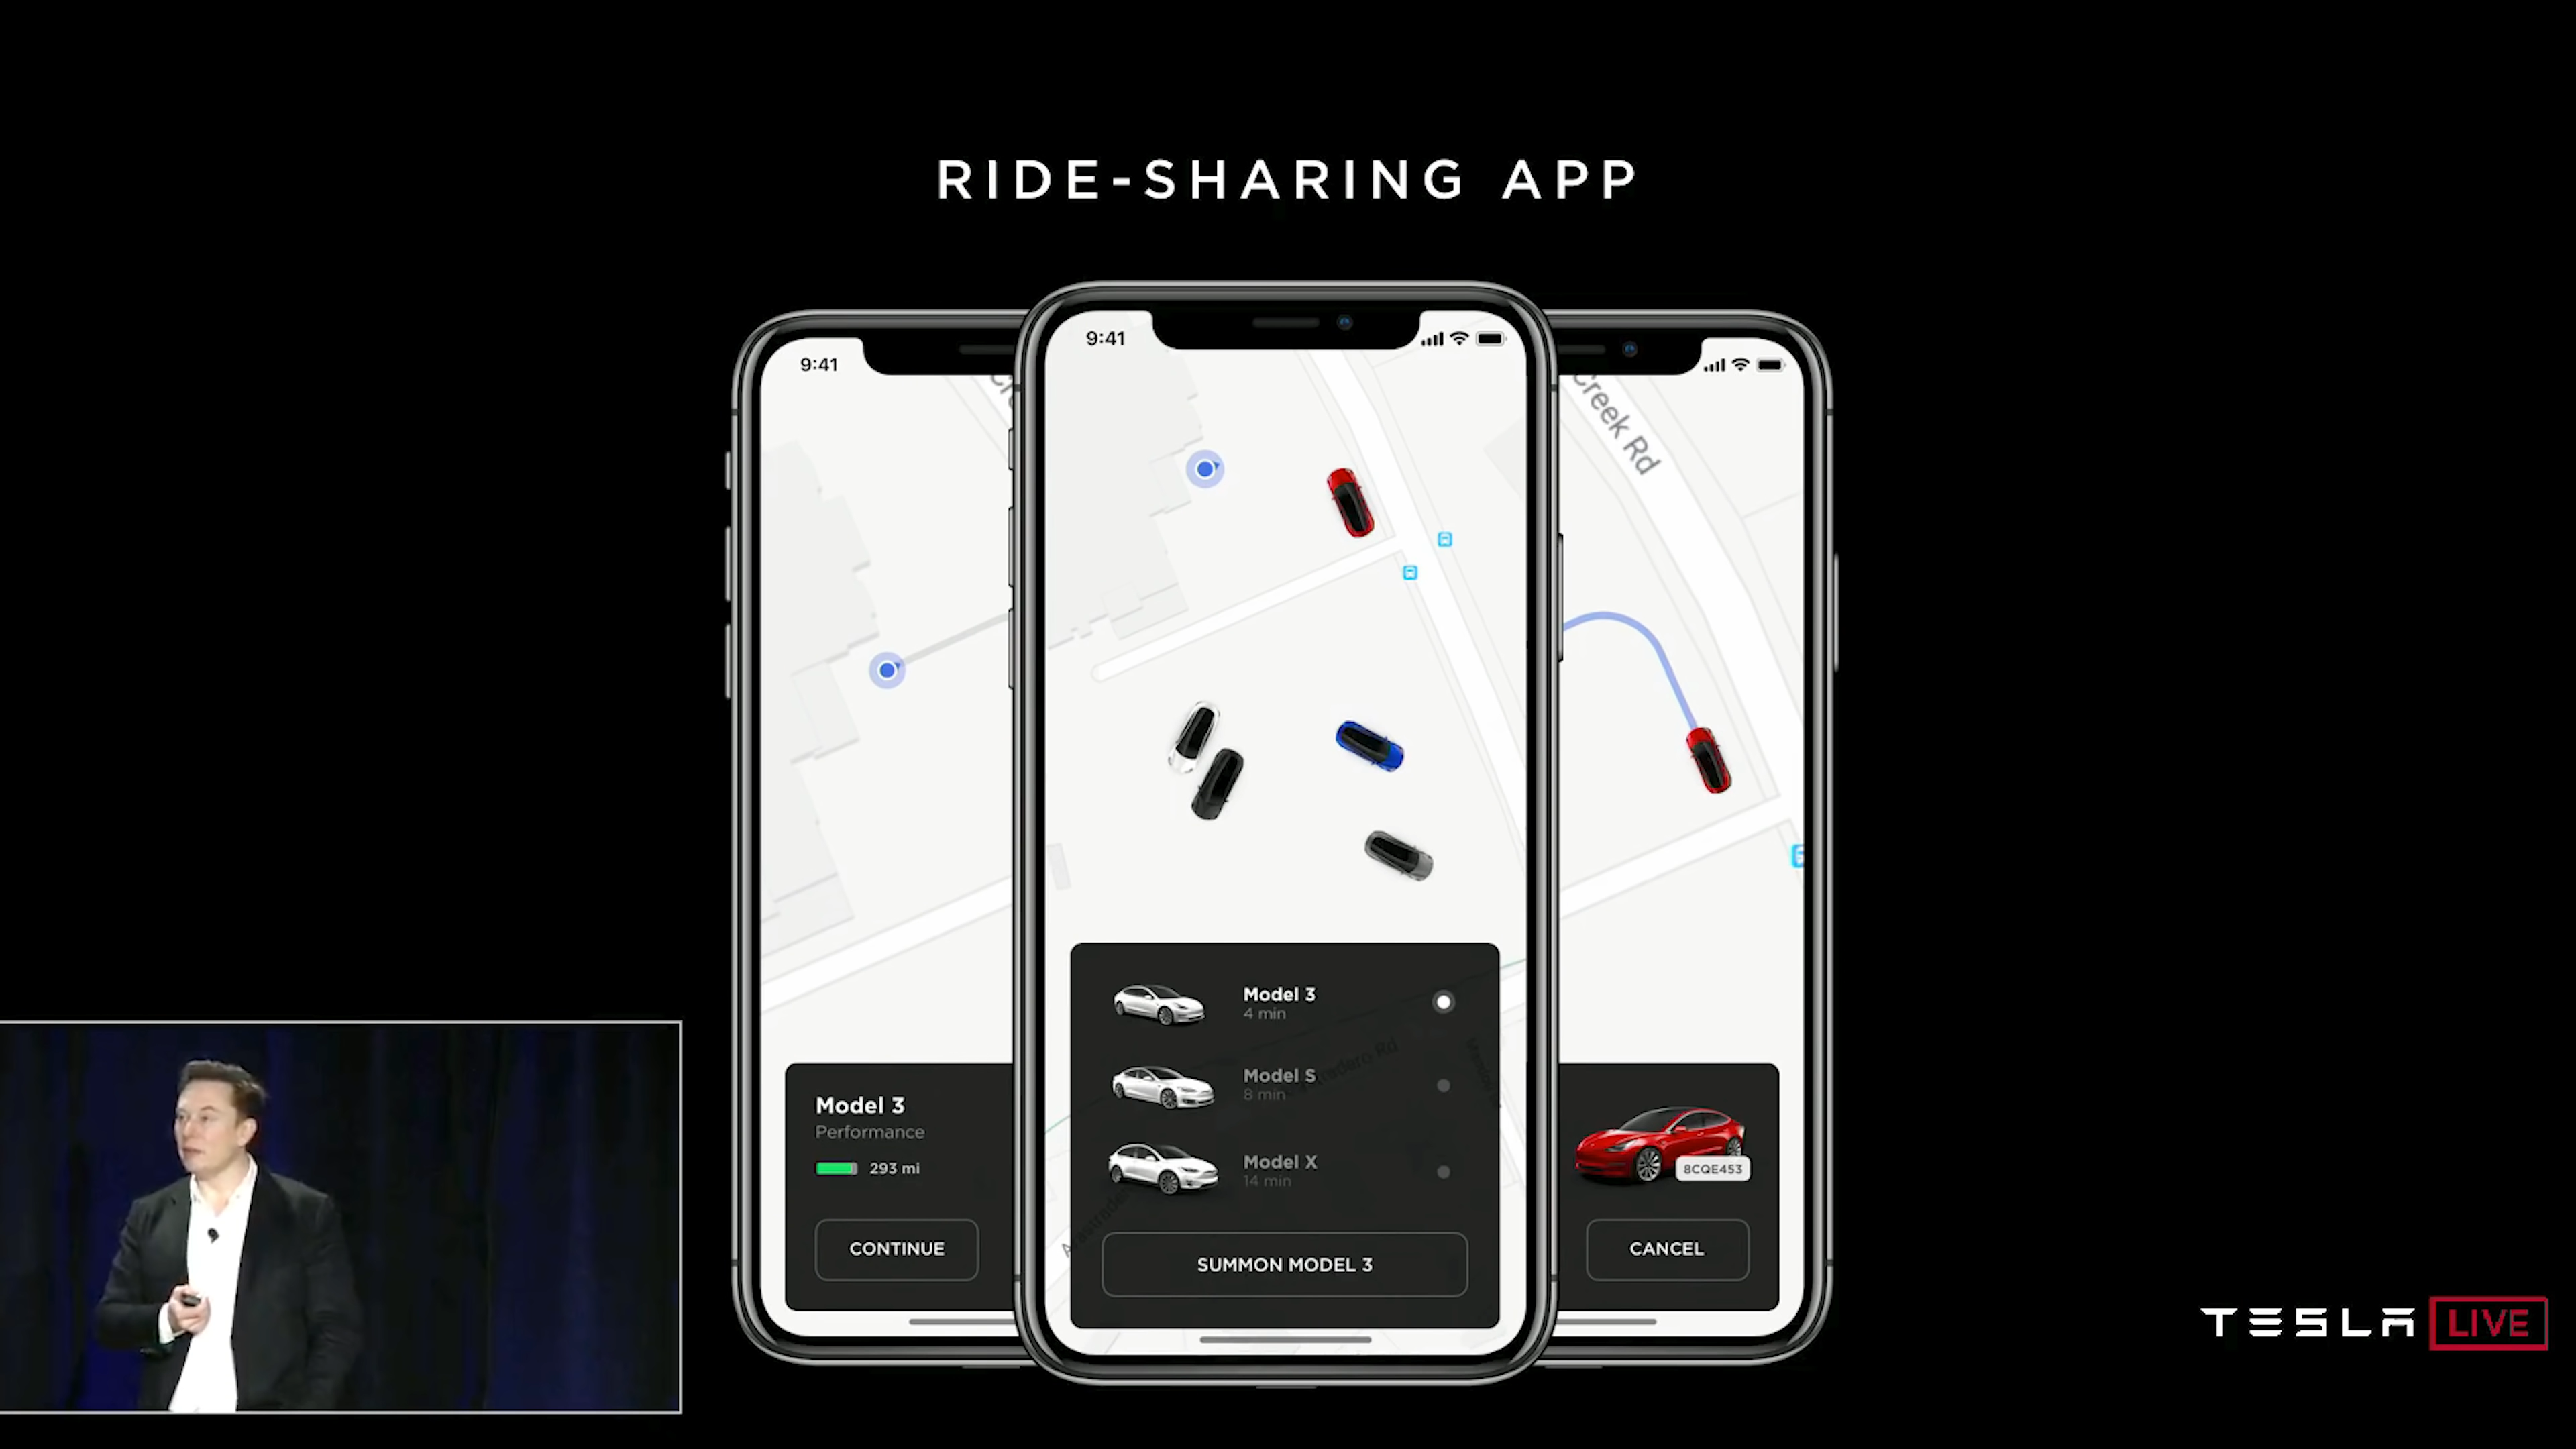 RIDE-SHARING APP
9:41
Model 3
Performance
293 mi
CONTINUE
9:41
Model 3
4 min
Model S
8 min
Model X
14 min
SUMMON MODEL 3
Creek Rd
8CQE453
CANCEL
TESLA LIVE